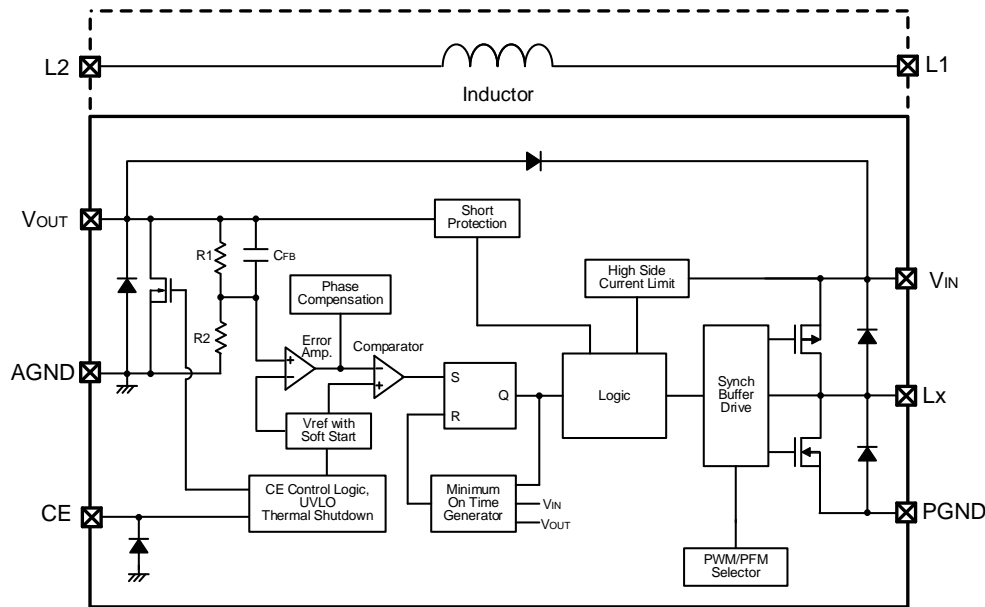 L2
L1
Inductor
VOUT
Short
Protection
R1
CFB
High Side
Current Limit
VIN
Phase
Compensation
R2
Error
Amp.
Comparator
AGND
+
−
−
+
S
Q
R
Logic
Synch
Buffer
Drive
Lx
Vref with
Soft Start
CE Control Logic,
UVLO
Thermal Shutdown
Minimum
On Time
Generator
VIN
VOUT
CE
PGND
PWM/PFM
Selector